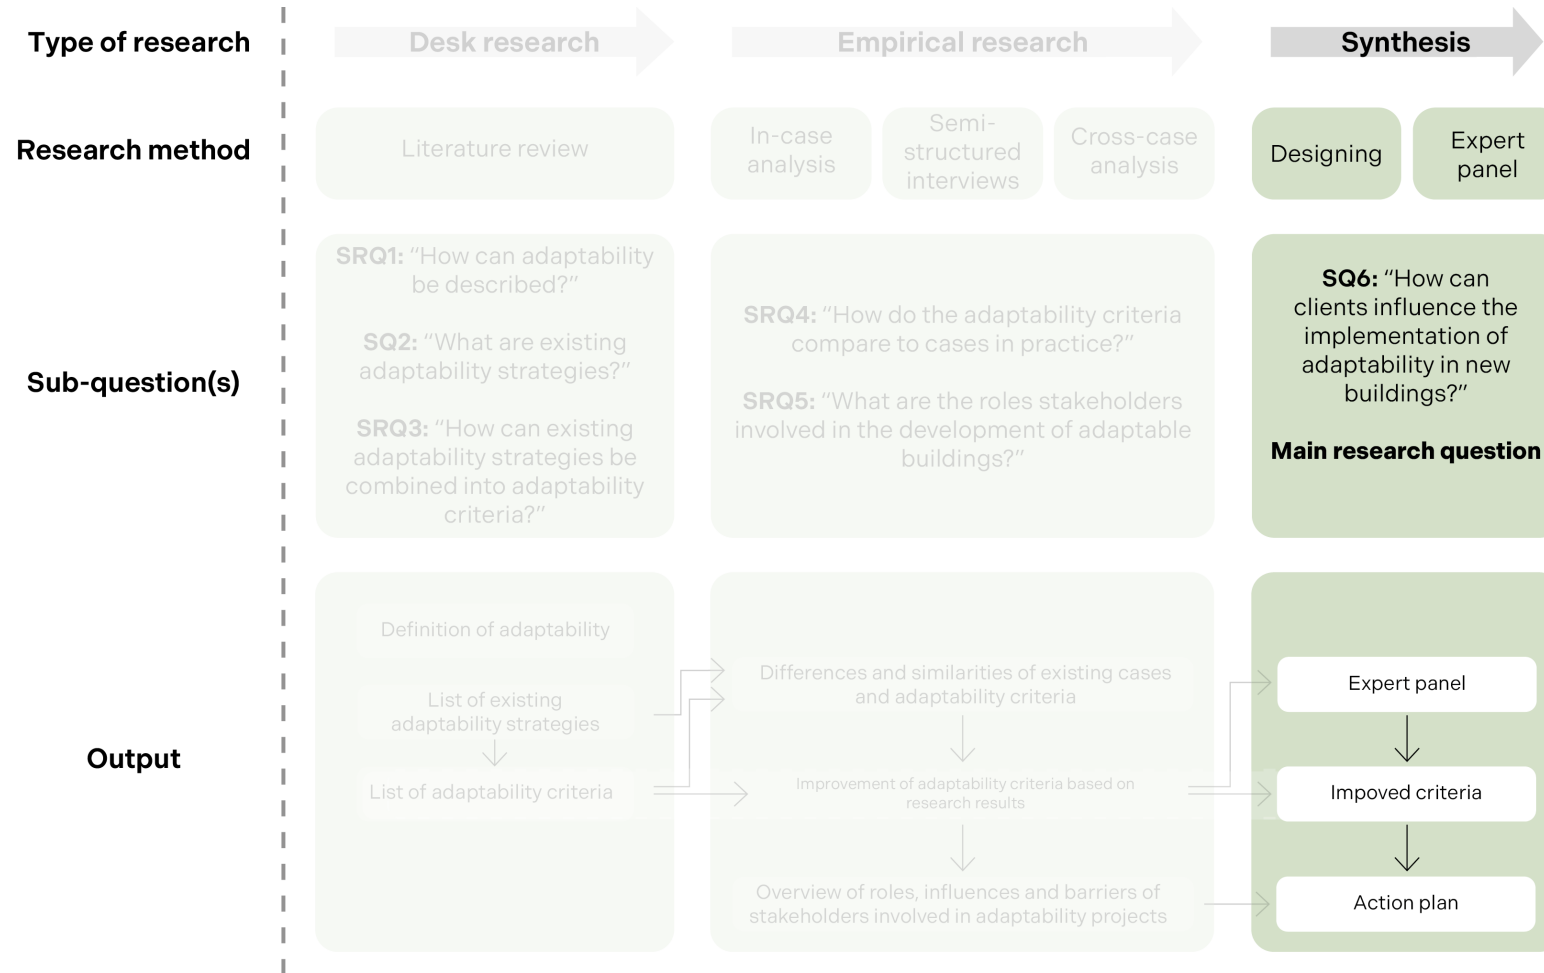 Type of research
Desk research
Empirical research
Synthesis
Research method
Literature review
In-case
analysis
Semi-
structured
interviews
Cross-case
analysis
Designing
Expert
panel
Sub-question(s)
SRQ1: “How can adaptability
be described?”
SQ2: “What are existing
adaptability strategies?”
SRQ3: “How can existing
adaptability strategies be
combined into adaptability
criteria?”
SRQ4: “How do the adaptability criteria
compare to cases in practice?”
SRQ5: “What are the roles stakeholders
involved in the development of adaptable
buildings?”
SQ6: “How can
clients influence the
implementation of
adaptability in new
buildings?”
Main research question
Output
Definition of adaptability
List of existing
adaptability strategies
List of adaptability criteria
Differences and similarities of existing cases
and adaptability criteria
Improvement of adaptability criteria based on
research results
Overview of roles, influences and barriers of
stakeholders involved in adaptability projects
Expert panel
Impoved criteria
Action plan